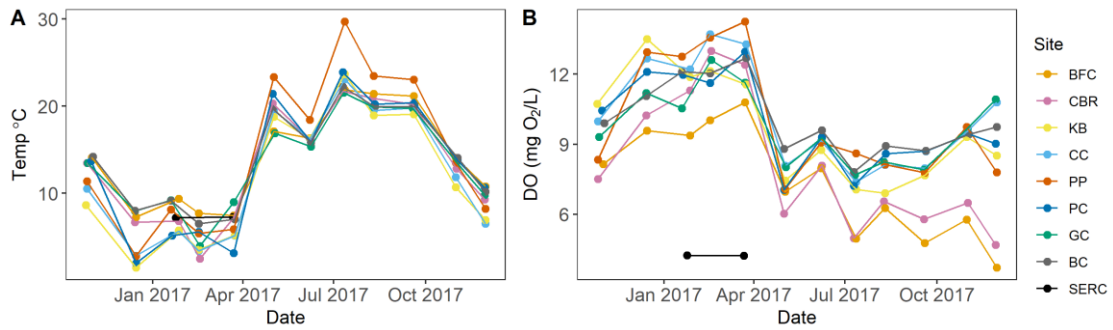 A
30
20
10
Temp °C
Jan 2017 Apr 2017 Jul 2017 Oct 2017
Date
B
12
9
6
DO (mg O₂/L)
Jan 2017 Apr 2017 Jul 2017 Oct 2017
Date
Site
BFC
CBR
KB
CC
PP
PC
GC
BC
SERC